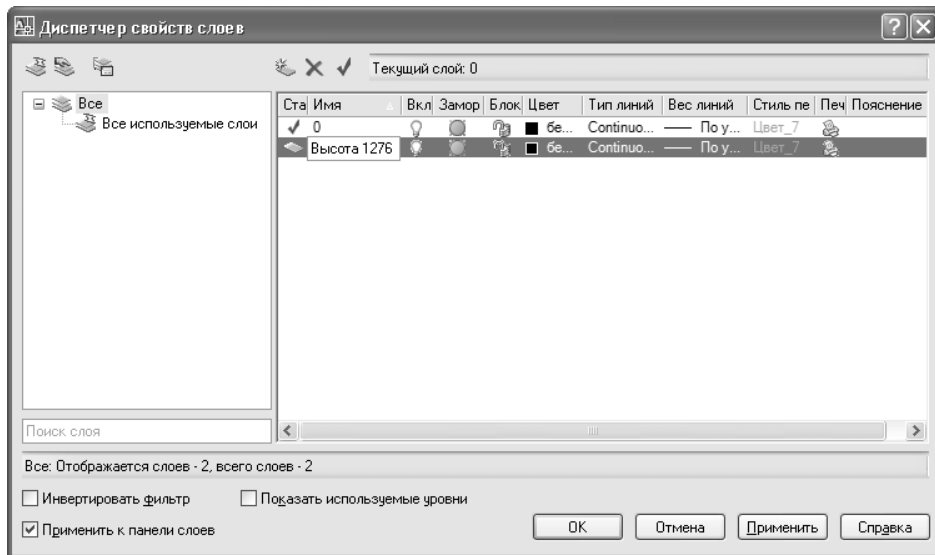 Диспетчер свойств слоев
Текущий слой: 0
Все
Все используемые слои
Ста Имя Вкл Замор Блок Цвет Тип линий Вес линий Стиль пе Печ Пояснение
0 бе... Continuo... По у... Цвет_7
Высота 1276 бе... Continuo... По у... Цвет_7
Поиск слоя
Все: Отображается слоев - 2, всего слоев - 2
Инвертировать фильтр Показать используемые уровни
Применить к панели слоев
OK Отмена Применить Справка